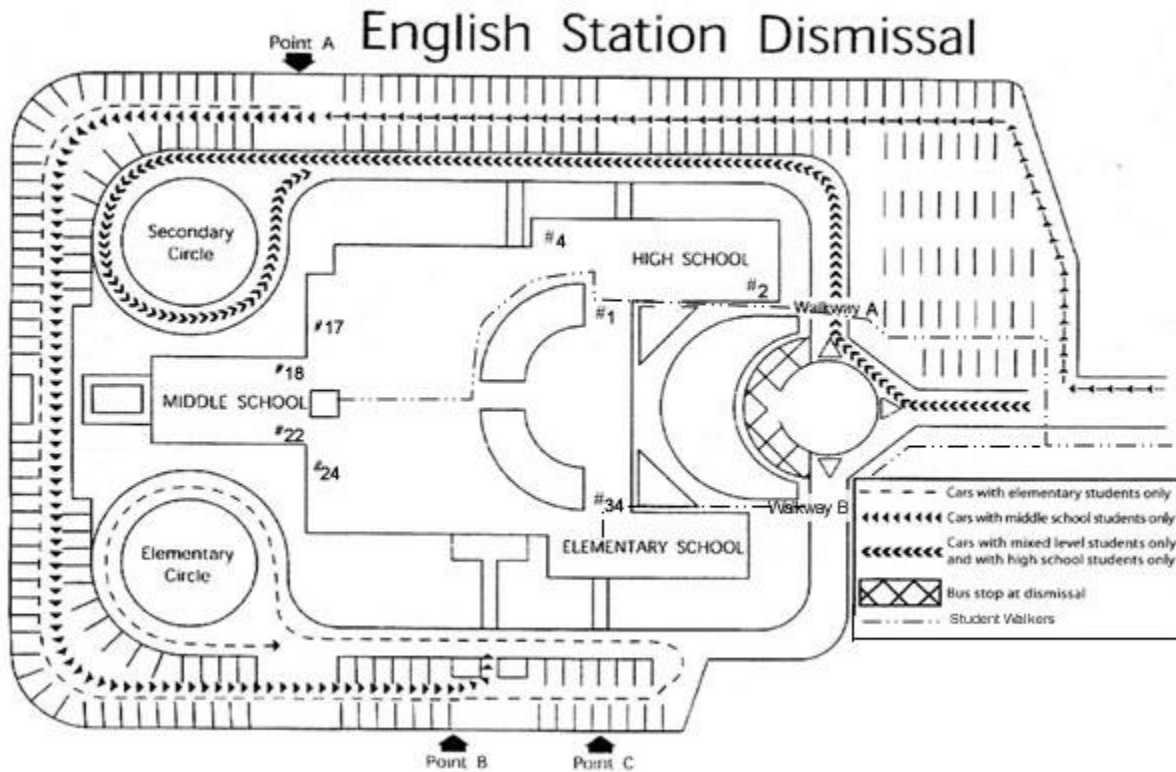 English Station Dismissal
Point A
Secondary
Circle
#4
HIGH SCHOOL
#2
Walkway A
#1
#17
#18
MIDDLE SCHOOL
#22
#24
#34
Walkway B
ELEMENTARY SCHOOL
Elementary
Circle
Cars with elementary students only
Cars with middle school students only
Cars with mixed level students only
and with high school students only
Bus stop at dismissal
Student Walkers
Point B
Point C